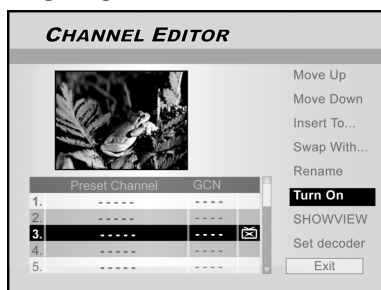 CHANNEL EDITOR
Move Up
Move Down
Insert To...
Swap With...
Rename
Turn On
SHOWVIEW
Set decoder
Exit
Preset Channel GCN
1. - - - - - - - - -
2. - - - - - - - - -
3. - - - - - - - - -
4. - - - - - - - - -
5. - - - - - - - - -